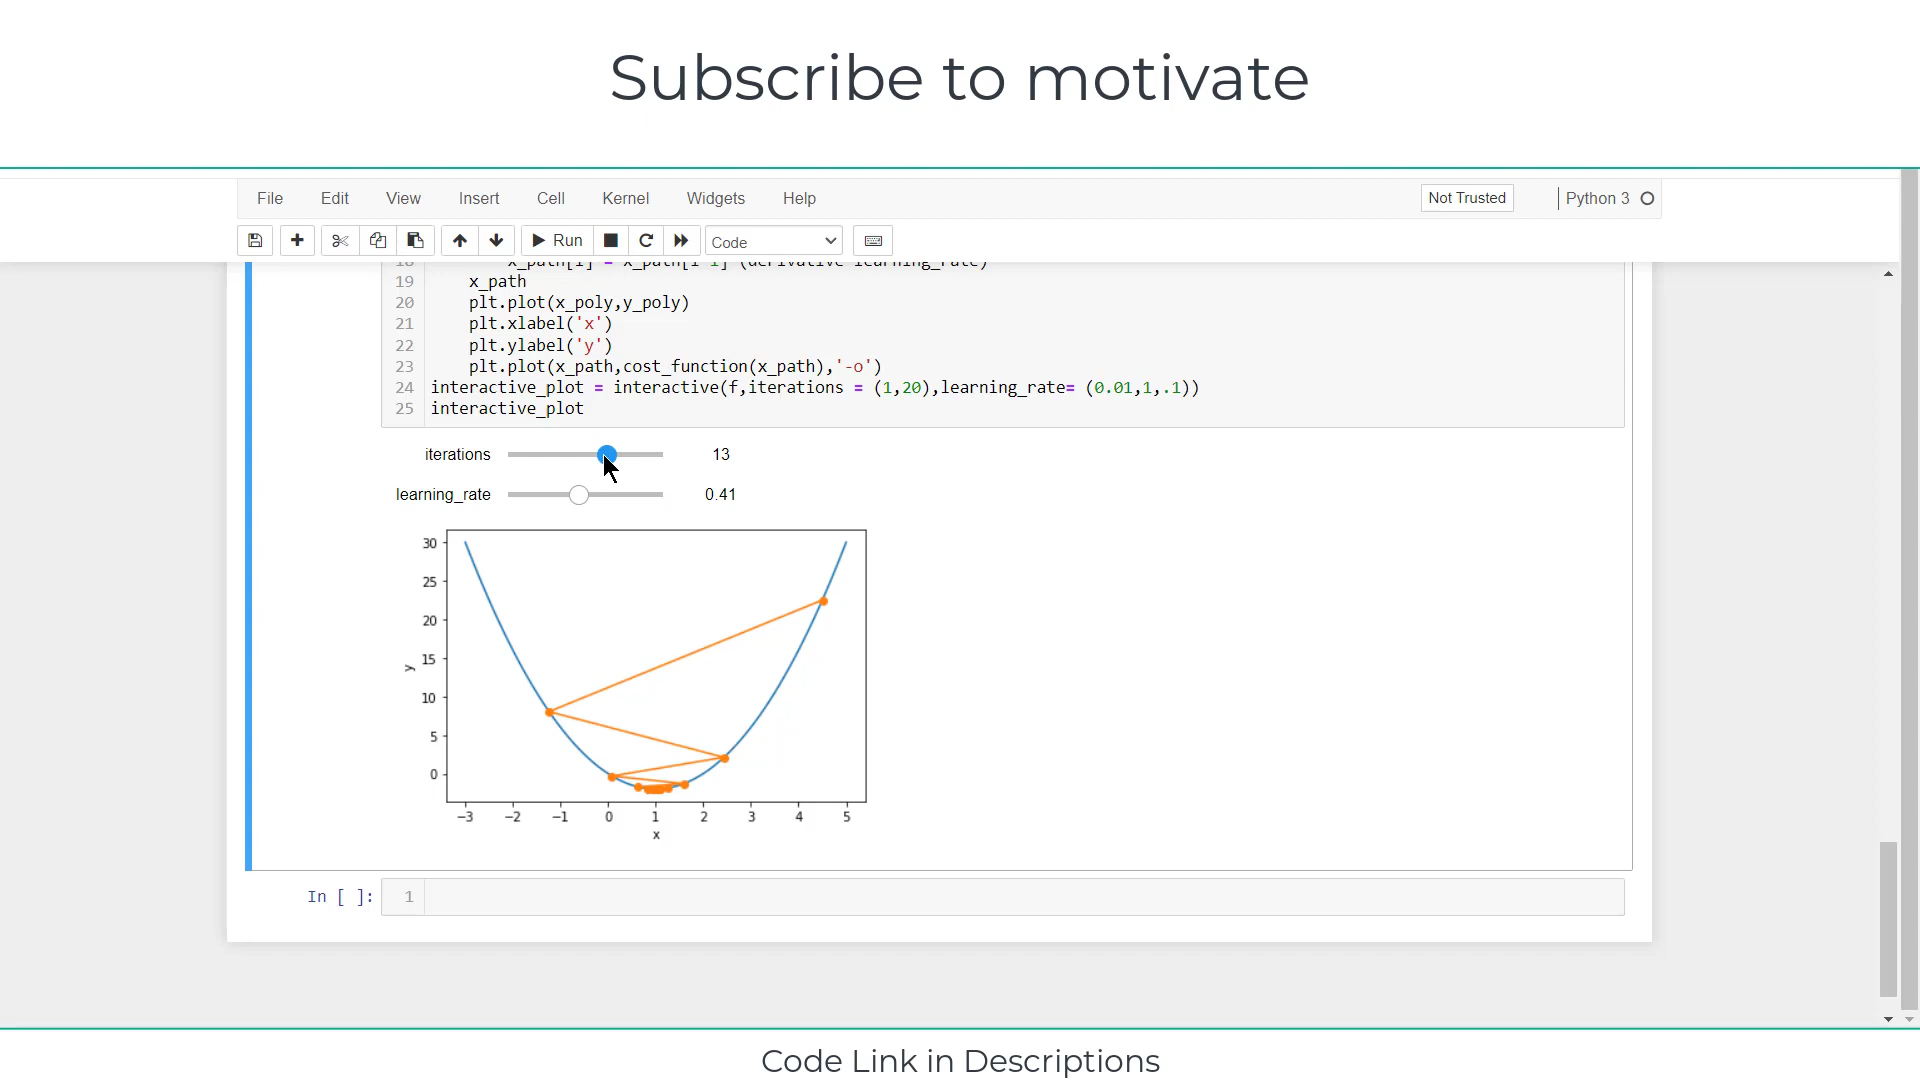 Subscribe to motivate
File Edit View Insert Cell Kernel Widgets Help Not Trusted Python 3
Run Code
19 x_path
20 plt.plot(x_poly,y_poly)
21 plt.xlabel('x')
22 plt.ylabel('y')
23 plt.plot(x_path,cost_function(x_path),'-o')
24 interactive_plot = interactive(f,iterations = (1,20),learning_rate= (0.01,1,.1))
25 interactive_plot
iterations 13
learning_rate 0.41
30
25
20
15
10
5
0
y
−3 −2 −1 0 1 2 3 4 5
x
In [ ]: 1
Code Link in Descriptions